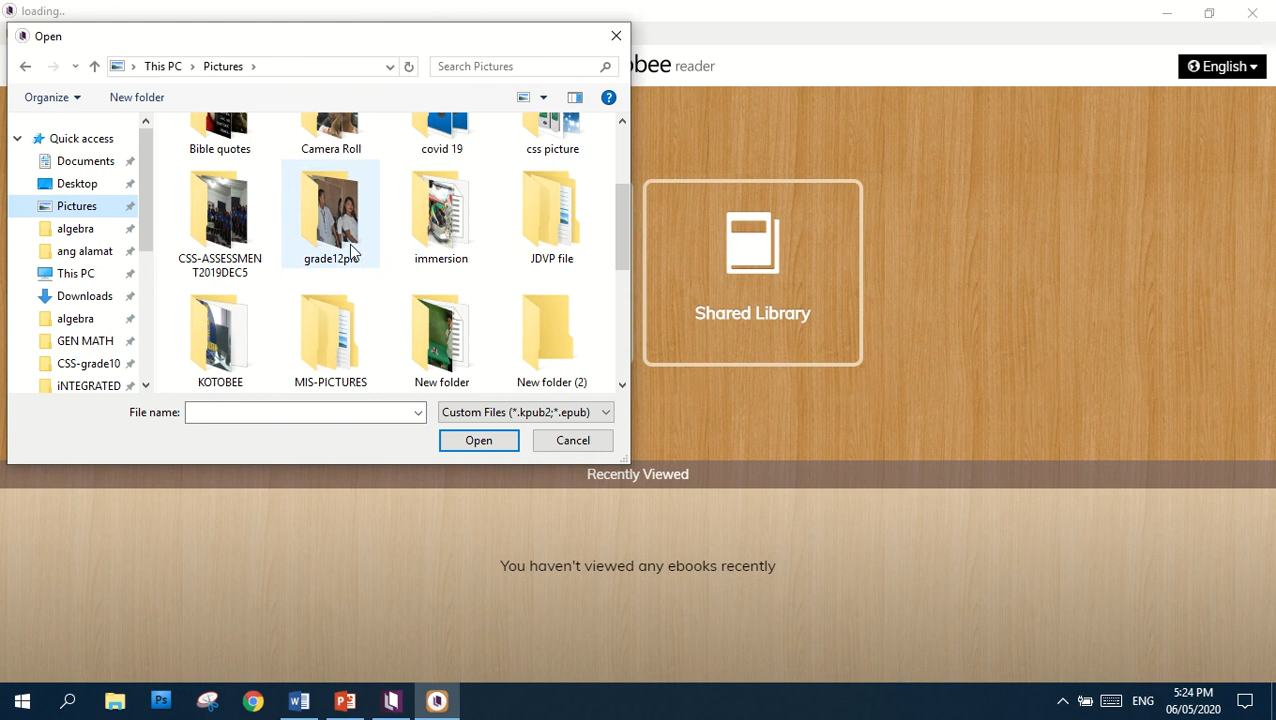 loading..
Open
This PC
Pictures
Search Pictures
obee reader
English
Organize
New folder
Quick access
Documents
Desktop
Pictures
algebra
ang alamat
This PC
Downloads
algebra
GEN MATH
CSS-grade10
iNTEGRATED
Bible quotes
Camera Roll
covid 19
css picture
CSS-ASSESSMEN
T2019DEC5
immersion
JDVP file
KOTOBEE
MIS-PICTURES
New folder
New folder (2)
File name:
Custom Files (*.kpub2;*.epub)
Open
Cancel
Shared Library
Recently Viewed
You haven't viewed any ebooks recently
Ps
ENG
5:24 PM
06/05/2020